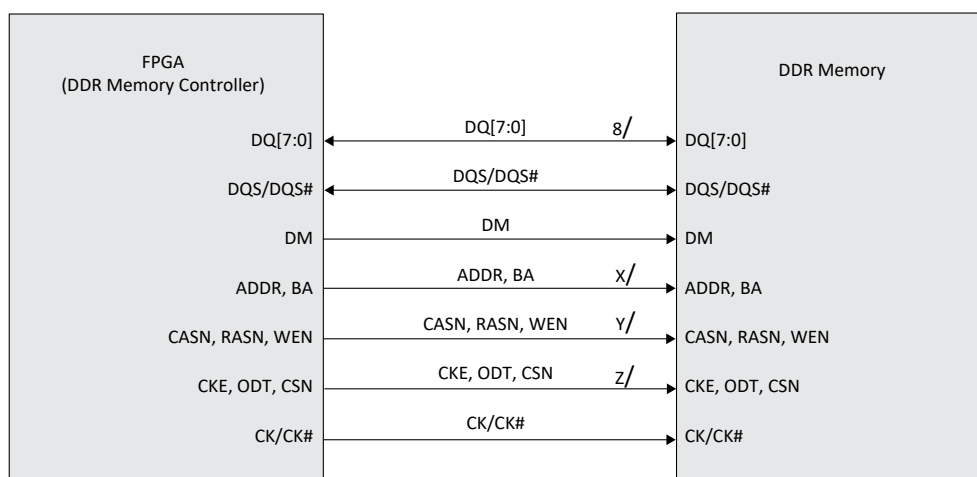 FPGA
(DDR Memory Controller)
DDR Memory
DQ[7:0] DQ[7:0] 8/ DQ[7:0]
DQS/DQS# DQS/DQS# DQS/DQS#
DM DM DM
ADDR, BA ADDR, BA X/ ADDR, BA
CASN, RASN, WEN CASN, RASN, WEN Y/ CASN, RASN, WEN
CKE, ODT, CSN CKE, ODT, CSN Z/ CKE, ODT, CSN
CK/CK# CK/CK# CK/CK#